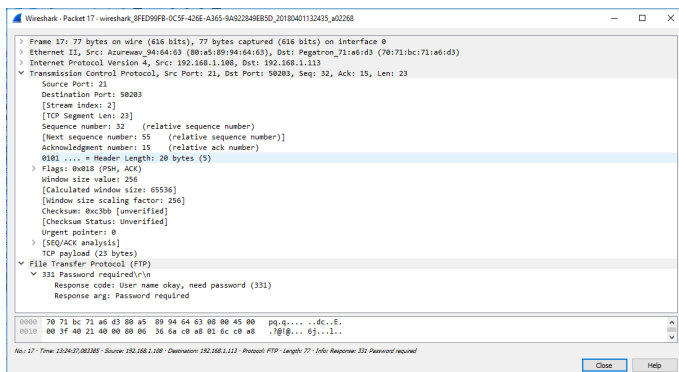 Wireshark · Packet 17 · wireshark_8FED99FB-0C5F-426E-A365-9A922849EB5D_20180401132435_a02268
> Frame 17: 77 bytes on wire (616 bits), 77 bytes captured (616 bits) on interface 0
> Ethernet II, Src: Azurewav_94:64:63 (80:a5:89:94:64:63), Dst: Pegatron_71:a6:d3 (70:71:bc:71:a6:d3)
> Internet Protocol Version 4, Src: 192.168.1.108, Dst: 192.168.1.113
Transmission Control Protocol, Src Port: 21, Dst Port: 50203, Seq: 32, Ack: 15, Len: 23
Source Port: 21
Destination Port: 50203
[Stream index: 2]
[TCP Segment Len: 23]
Sequence number: 32 (relative sequence number)
[Next sequence number: 55 (relative sequence number)]
Acknowledgment number: 15 (relative ack number)
0101 .... = Header Length: 20 bytes (5)
> Flags: 0x018 (PSH, ACK)
Window size value: 256
[Calculated window size: 65536]
[Window size scaling factor: 256]
Checksum: 0xc3bb [unverified]
[Checksum Status: Unverified]
Urgent pointer: 0
> [SEQ/ACK analysis]
TCP payload (23 bytes)
File Transfer Protocol (FTP)
331 Password required\r\n
Response code: User name okay, need password (331)
Response arg: Password required
0000 70 71 bc 71 a6 d3 80 a5 89 94 64 63 08 00 45 00 pq.q.... ..dc..E.
0010 00 3f 40 21 40 00 80 06 36 6a c0 a8 01 6c c0 a8 .?@!@... 6j...l..
No.: 17 · Time: 13:24:37,083385 · Source: 192.168.1.108 · Destination: 192.168.1.113 · Protocol: FTP · Length: 77 · Info: Response: 331 Password required
Close Help